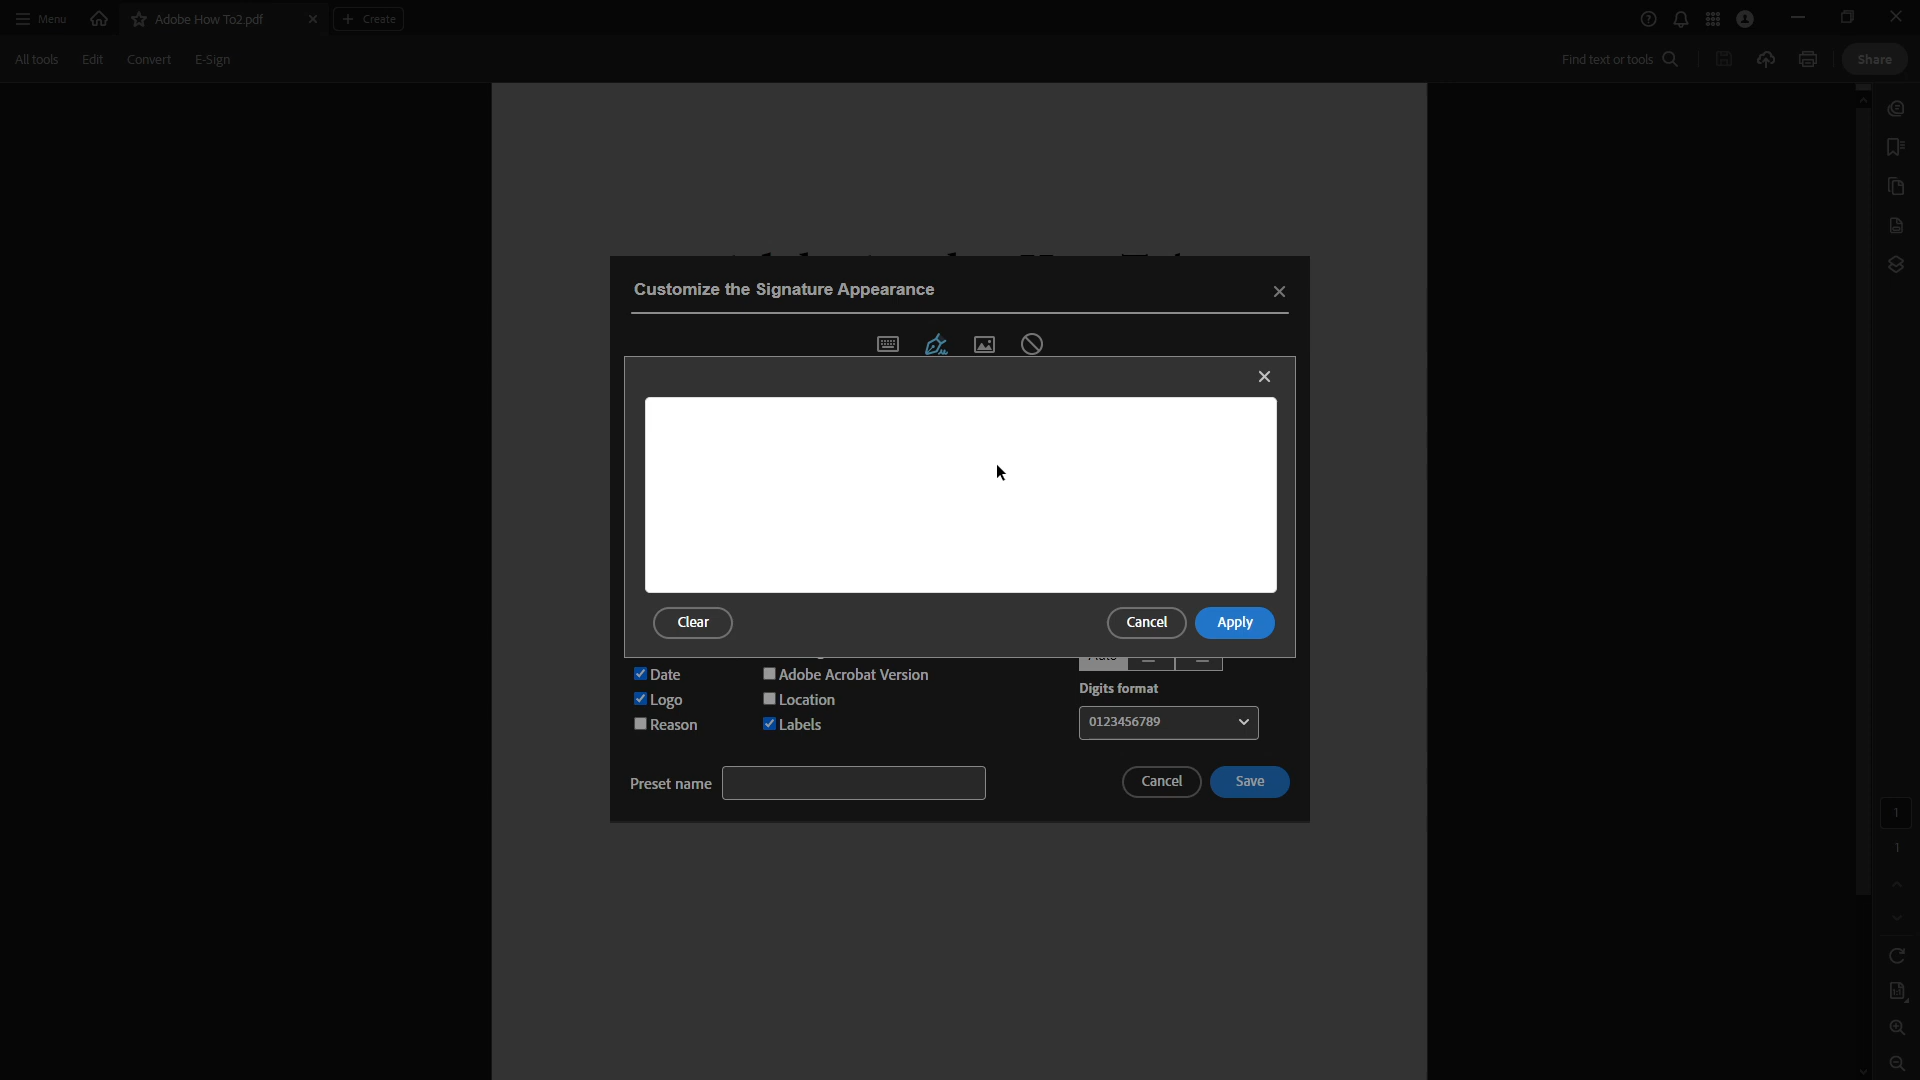 Menu
Adobe How To2.pdf
Create
All tools
Edit
Convert
E-Sign
Find text or tools
Share
Customize the Signature Appearance
Clear
Cancel
Apply
Date
Adobe Acrobat Version
Logo
Location
Reason
Labels
Digits format
0123456789
Preset name
Cancel
Save
1
1